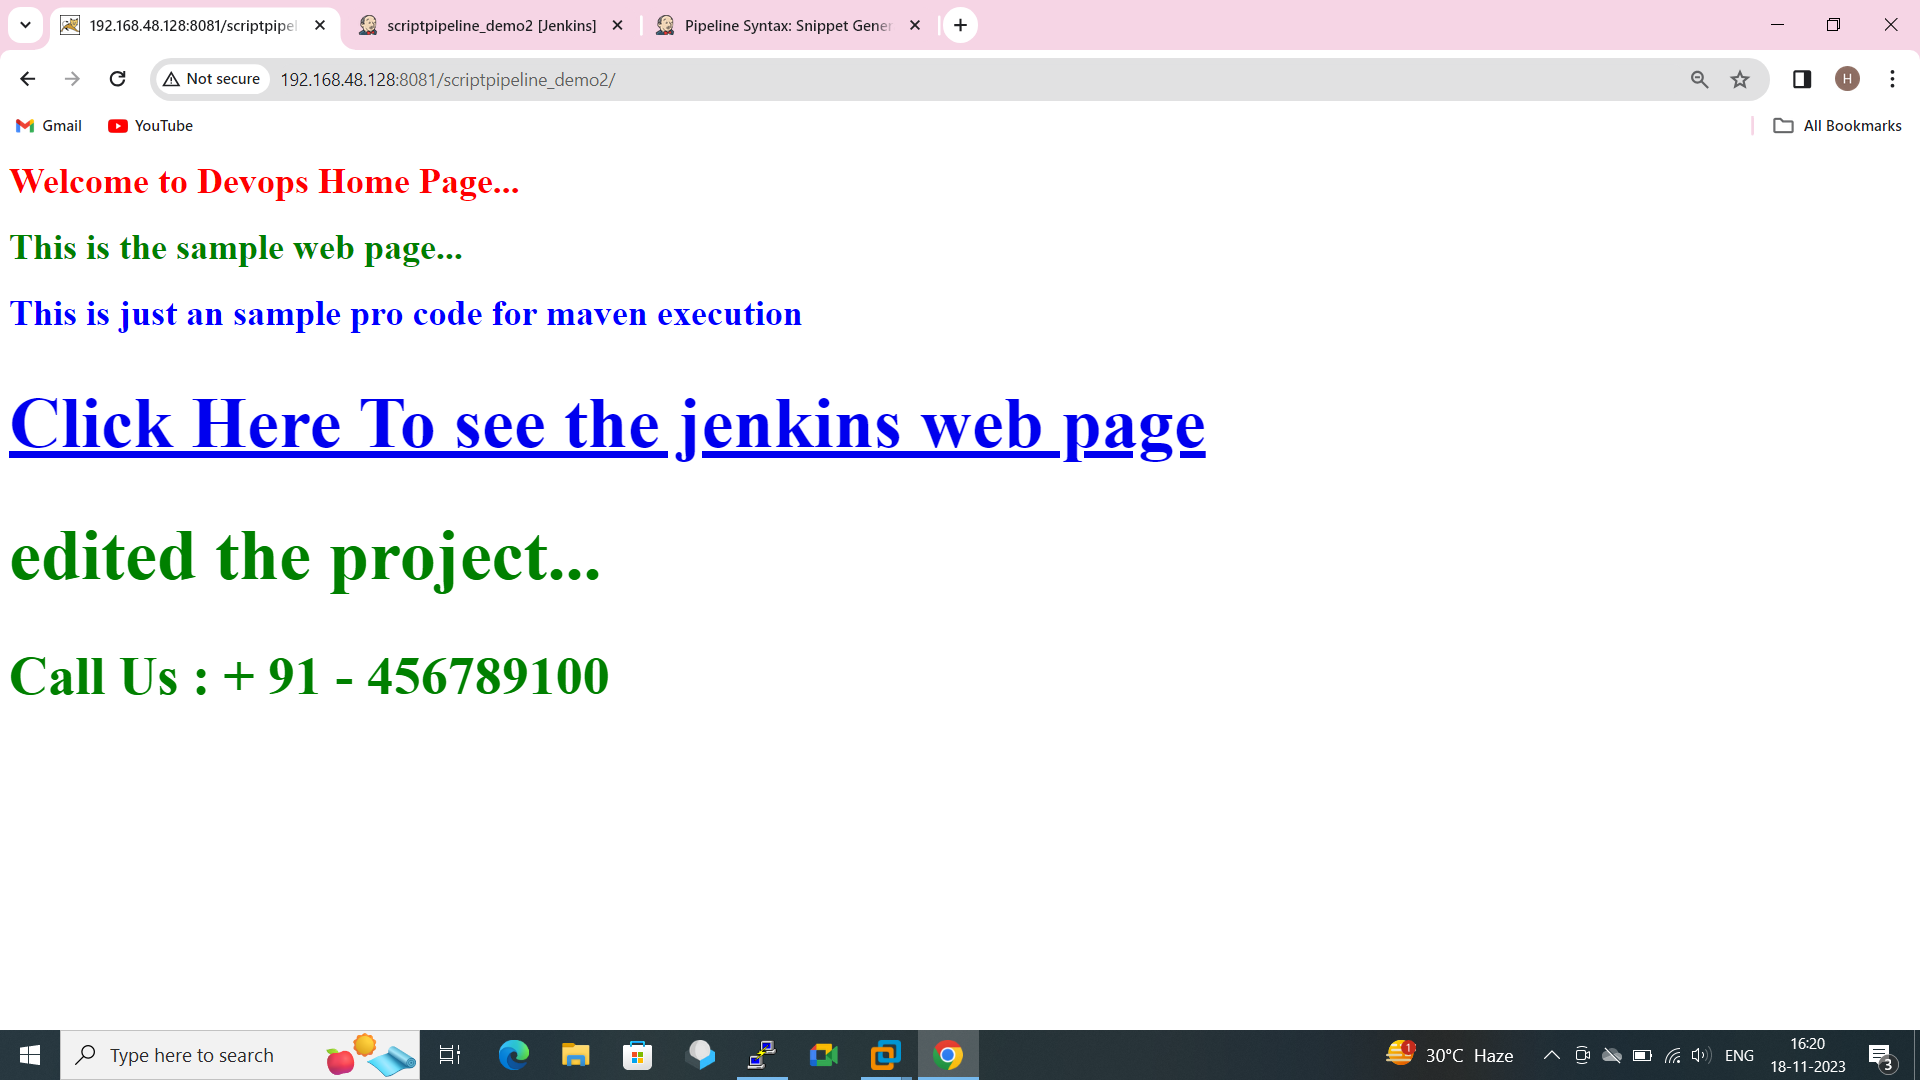 192.168.48.128:8081/scriptpipel
scriptpipeline_demo2 [Jenkins]
Pipeline Syntax: Snippet Gener
Not secure
192.168.48.128:8081/scriptpipeline_demo2/
H
Gmail
YouTube
All Bookmarks
Welcome to Devops Home Page...
This is the sample web page...
This is just an sample pro code for maven execution
Click Here To see the jenkins web page
edited the project...
Call Us : + 91 - 456789100
Type here to search
1
30°C Haze
ENG
16:20
18-11-2023
3